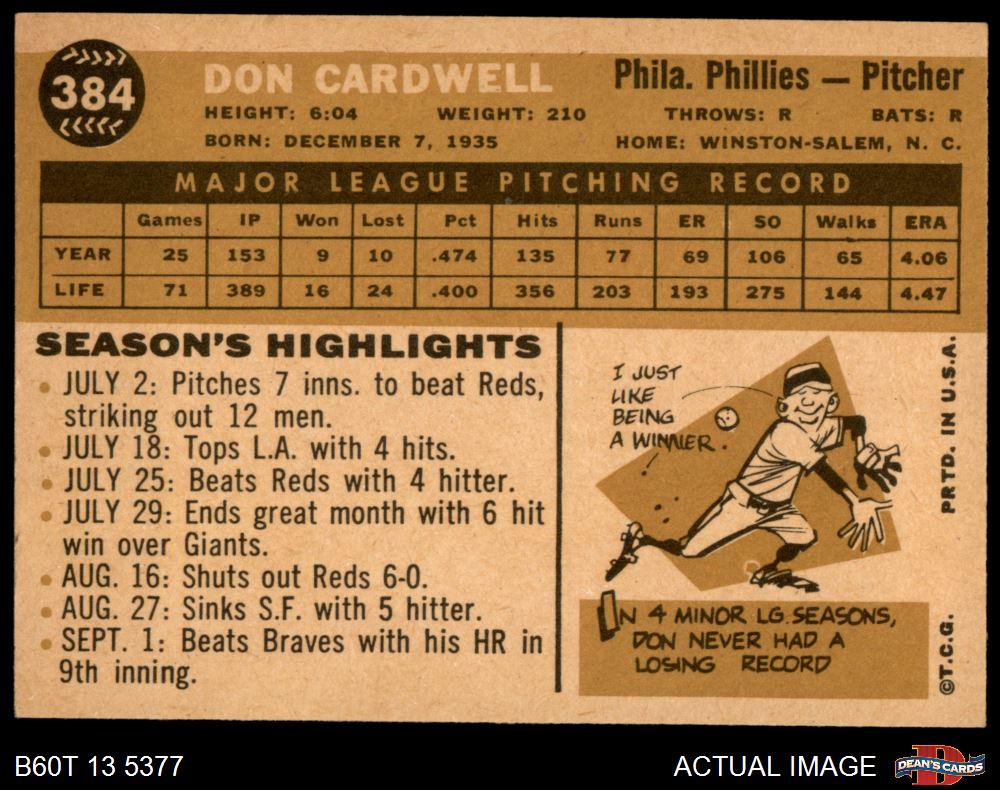 384
DON CARDWELL
Phila. Phillies — Pitcher
HEIGHT: 6:04 WEIGHT: 210 THROWS: R BATS: R
BORN: DECEMBER 7, 1935 HOME: WINSTON-SALEM, N. C.
MAJOR LEAGUE PITCHING RECORD
Games IP Won Lost Pct Hits Runs ER SO Walks ERA
YEAR 25 153 9 10 .474 135 77 69 106 65 4.06
LIFE 71 389 16 24 .400 356 203 193 275 144 4.47
SEASON'S HIGHLIGHTS
• JULY 2: Pitches 7 inns. to beat Reds,
striking out 12 men.
• JULY 18: Tops L.A. with 4 hits.
• JULY 25: Beats Reds with 4 hitter.
• JULY 29: Ends great month with 6 hit
win over Giants.
• AUG. 16: Shuts out Reds 6-0.
• AUG. 27: Sinks S.F. with 5 hitter.
• SEPT. 1: Beats Braves with his HR in
9th inning.
I JUST
LIKE
BEING
A WINNER.
IN 4 MINOR LG. SEASONS,
DON NEVER HAD A
LOSING RECORD
©T.C.G. PRTD. IN U.S.A.
B60T 13 5377
ACTUAL IMAGE
DEAN'S CARDS